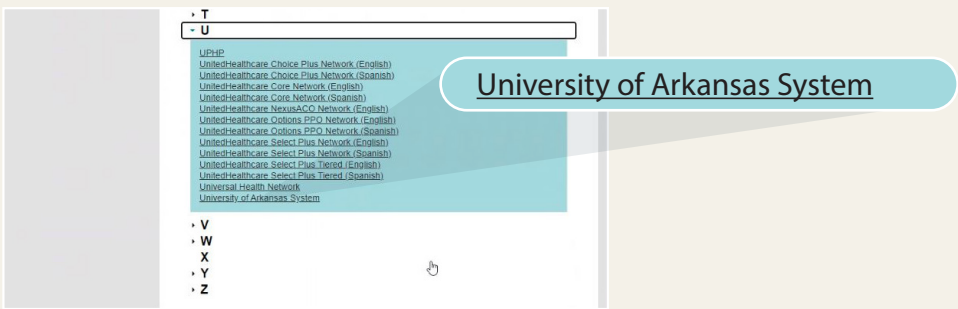 T
U
UPHP
UnitedHealthcare Choice Plus Network (English)
UnitedHealthcare Choice Plus Network (Spanish)
UnitedHealthcare Core Network (English)
UnitedHealthcare Core Network (Spanish)
UnitedHealthcare NexusACO Network (English)
UnitedHealthcare Options PPO Network (English)
UnitedHealthcare Options PPO Network (Spanish)
UnitedHealthcare Select Plus Network (English)
UnitedHealthcare Select Plus Network (Spanish)
UnitedHealthcare Select Plus Tiered (English)
UnitedHealthcare Select Plus Tiered (Spanish)
Universal Health Network
University of Arkansas System
University of Arkansas System
V
W
X
Y
Z